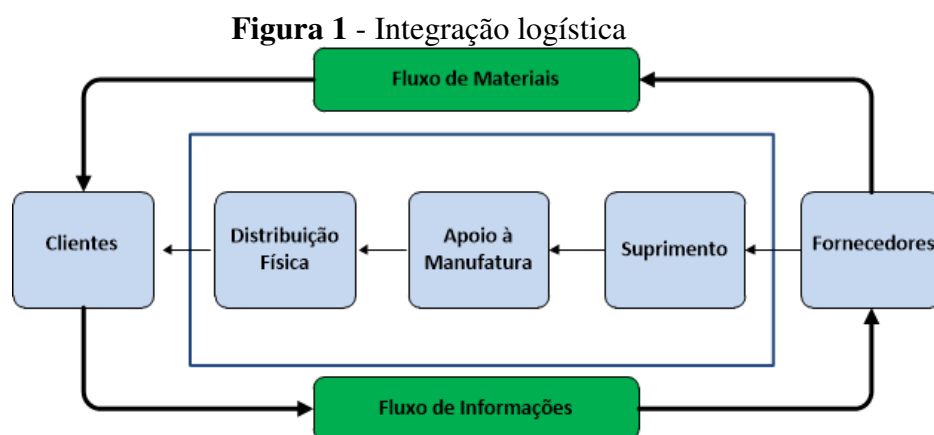 Figura 1 - Integração logística
Fluxo de Materiais
Clientes
Distribuição
Física
Apoio à
Manufatura
Suprimento
Fornecedores
Fluxo de Informações